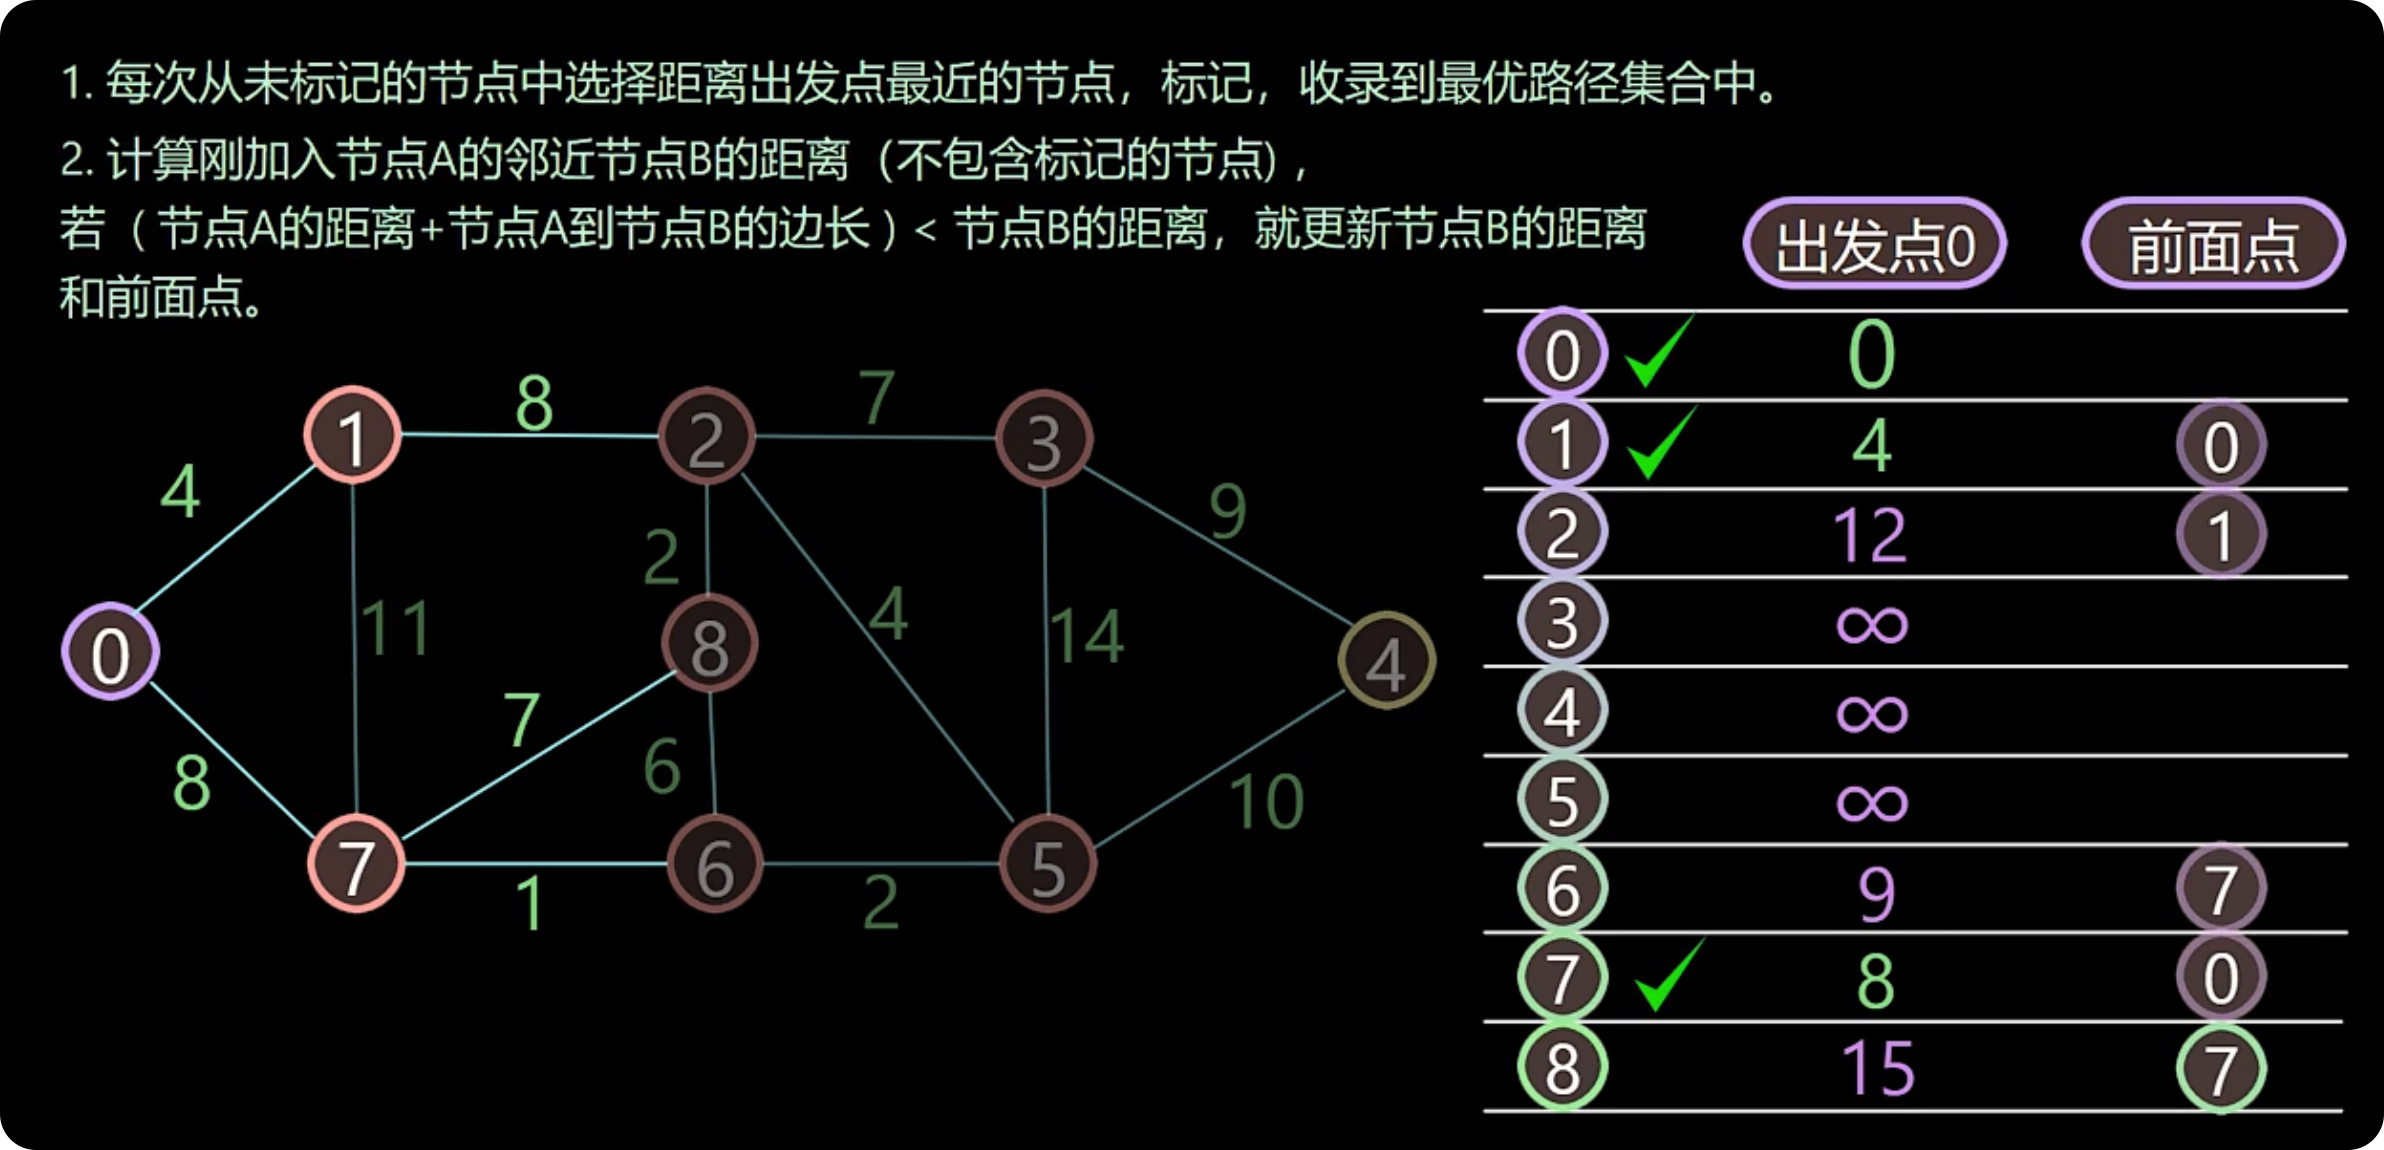 1. 每次从未标记的节点中选择距离出发点最近的节点，标记，收录到最优路径集合中。
2. 计算刚加入节点A的邻近节点B的距离（不包含标记的节点)，
若（节点A的距离+节点A到节点B的边长）< 节点B的距离，就更新节点B的距离
和前面点。
出发点0 前面点
0 0
1 4 0
2 12 1
3 ∞
4 ∞
5 ∞
6 9 7
7 8 0
8 15 7
8 7
1 2 3
4 9
2
11 4 14
0 8 4
7
8 6 10
7 6 5
1 2